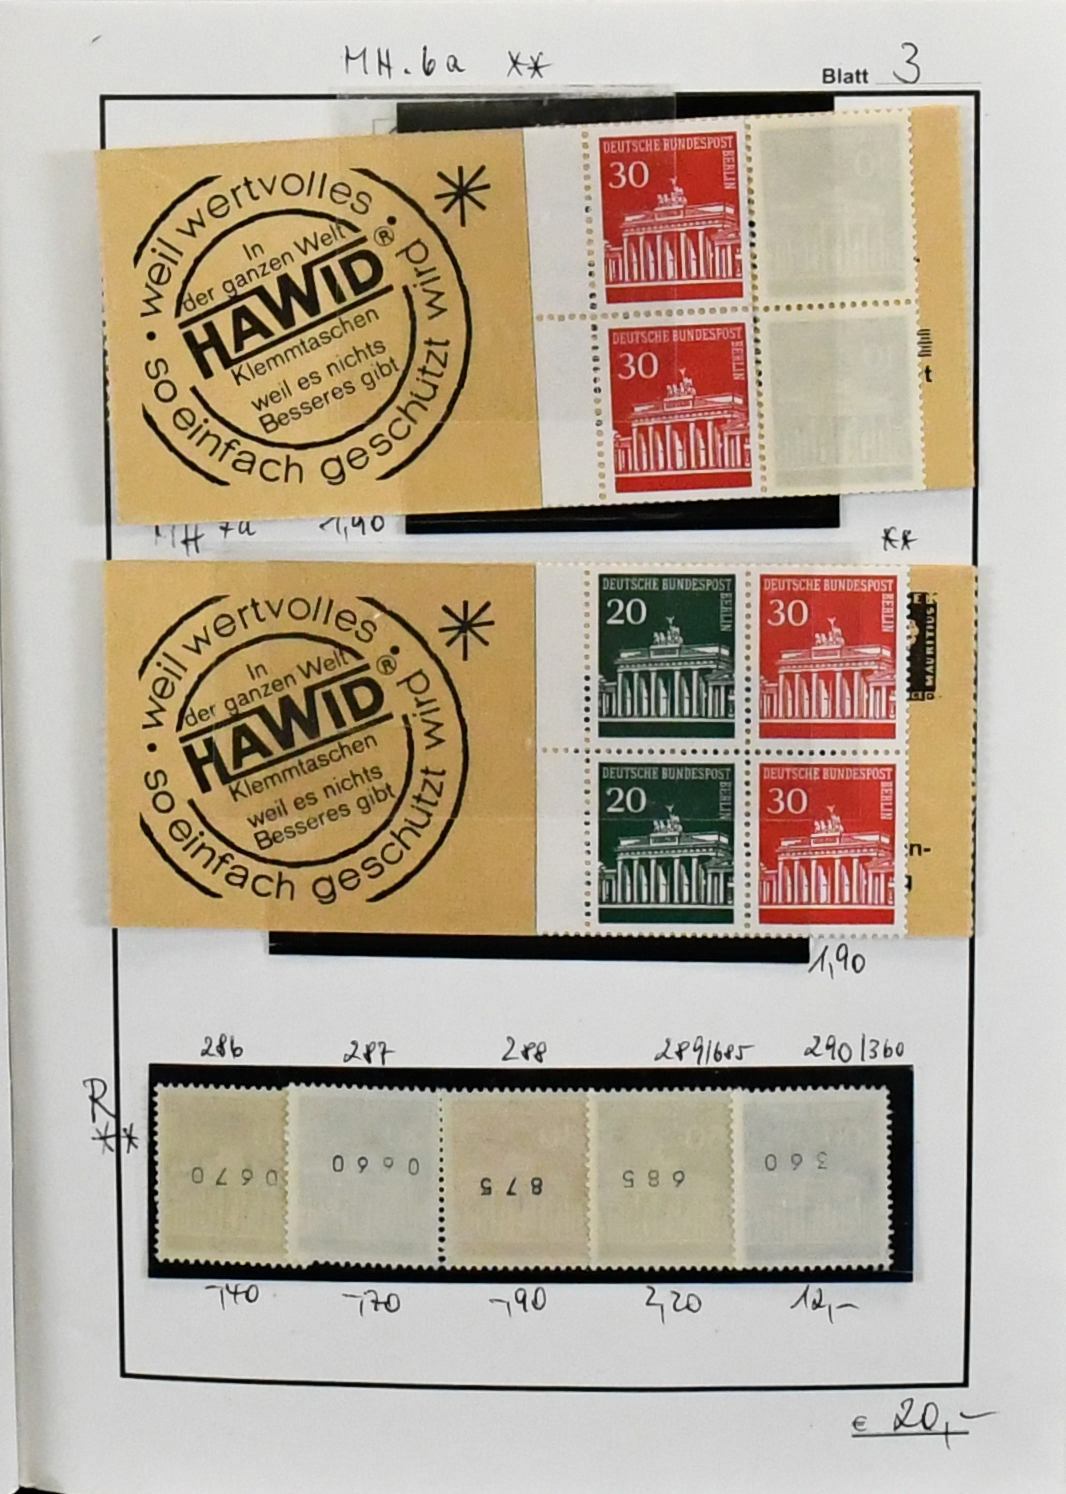 MH.6a **
Blatt 3
so einfach geschützt wird • weil wertvolles •
In
der ganzen Welt
HAWID®
Klemmtaschen
weil es nichts
Besseres gibt
*
DEUTSCHE BUNDESPOST
BERLIN
30
DEUTSCHE BUNDESPOST
BERLIN
30
t
MH 7a 1,90
**
so einfach geschützt wird • weil wertvolles •
In
der ganzen Welt
HAWID®
Klemmtaschen
weil es nichts
Besseres gibt
*
DEUTSCHE BUNDESPOST
BERLIN
20
DEUTSCHE BUNDESPOST
BERLIN
30
DEUTSCHE BUNDESPOST
BERLIN
20
DEUTSCHE BUNDESPOST
BERLIN
30
MAURITIUS
n-
g
1,90
286 287 288 289/685 290/360
R
**
0670 0660 875 685 360
-,40 -,70 -,90 2,20 12,-
€ 20,-